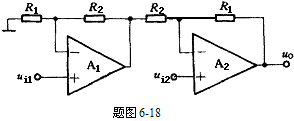 R₁ R₂ R₂ R₁
− −
A₁ A₂ uo
ui1 + ui2 +
题图6-18